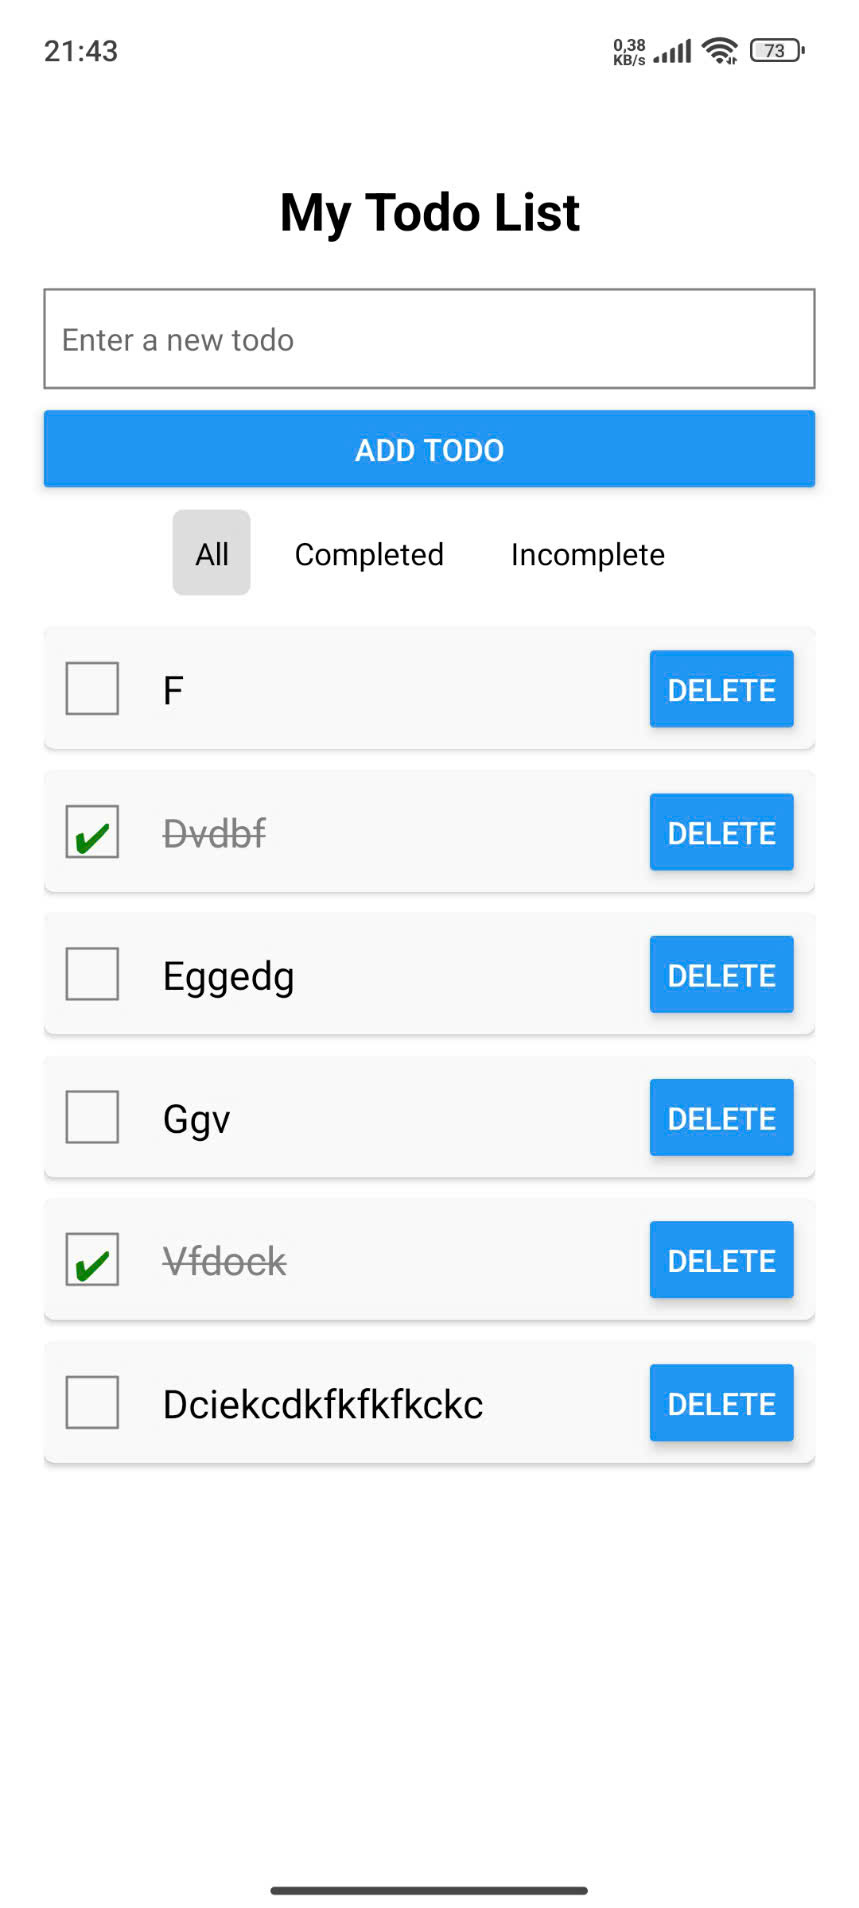 21:43
0,38
KB/s
73
My Todo List
Enter a new todo
ADD TODO
All Completed Incomplete
F DELETE
Dvdbf DELETE
Eggedg DELETE
Ggv DELETE
Vfdock DELETE
Dciekcdkfkfkfkckc DELETE